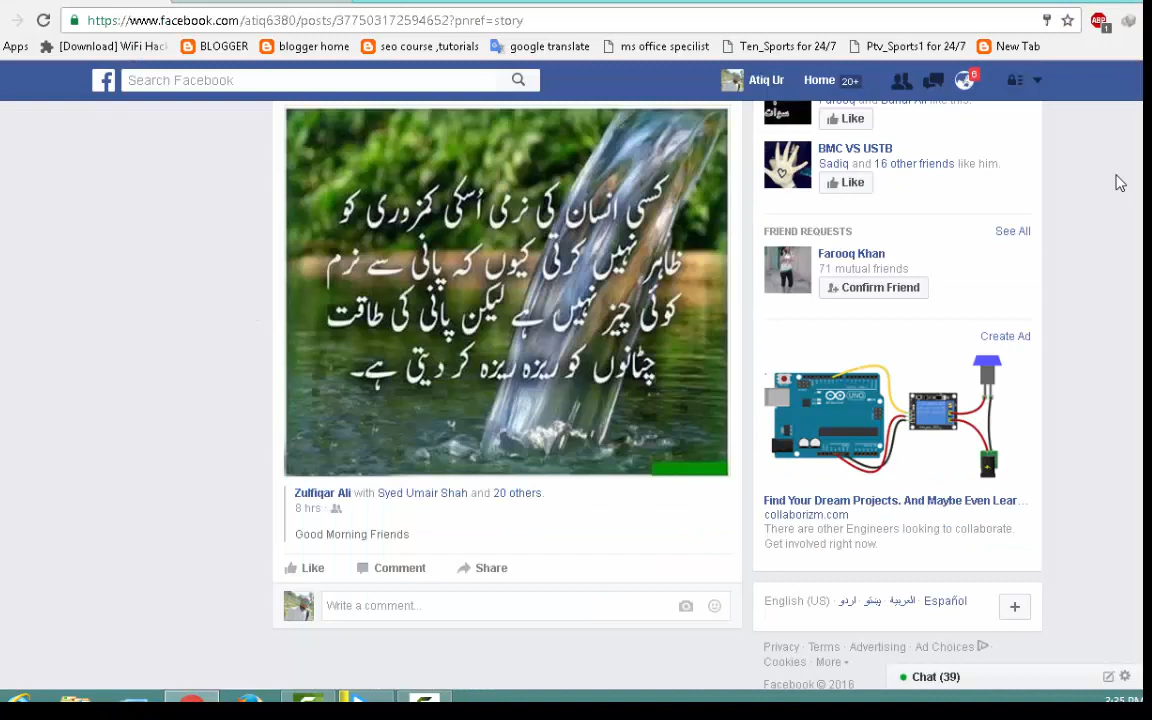 https://www.facebook.com/atiq6380/posts/377503172594652?pnref=story
ABP
1
Apps
[Download] WiFi Hac
BLOGGER
blogger home
seo course ,tutorials
google translate
ms office specilist
Ten_Sports for 24/7
Ptv_Sports1 for 24/7
New Tab
Search Facebook
Atiq Ur
Home 20+
6
Like
BMC VS USTB
Sadiq and 16 other friends like him.
Like
FRIEND REQUESTS
See All
Farooq Khan
71 mutual friends
Confirm Friend
کسی انسان کی نرمی اُسکی کمزوری کو
ظاہر نہیں کرتی کیوں کہ پانی سے نرم
کوئی چیز نہیں ہے لیکن پانی کی طاقت
چٹانوں کو ریزہ ریزہ کر دیتی ہے۔
Zulfiqar Ali with Syed Umair Shah and 20 others.
8 hrs
Good Morning Friends
Like
Comment
Share
Write a comment...
Create Ad
UNO
Find Your Dream Projects. And Maybe Even Lear...
collaborizm.com
There are other Engineers looking to collaborate.
Get involved right now.
English (US) · اردو · پښتو · العربية · Español
Privacy · Terms · Advertising · Ad Choices
Cookies · More
Facebook © 2016
Chat (39)
2:35 PM